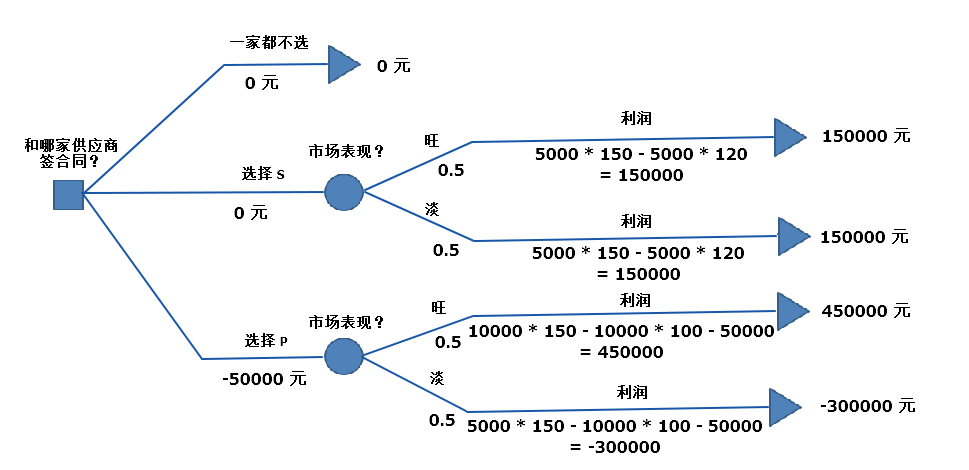 一家都不选
0 元
0 元
和哪家供应商
签合同？
选择 S
0 元
市场表现？
旺
0.5
利润
5000 * 150 - 5000 * 120
= 150000
150000 元
淡
0.5
利润
5000 * 150 - 5000 * 120
= 150000
150000 元
选择 P
-50000 元
市场表现？
旺
0.5
利润
10000 * 150 - 10000 * 100 - 50000
= 450000
450000 元
淡
0.5
利润
5000 * 150 - 10000 * 100 - 50000
= -300000
-300000 元